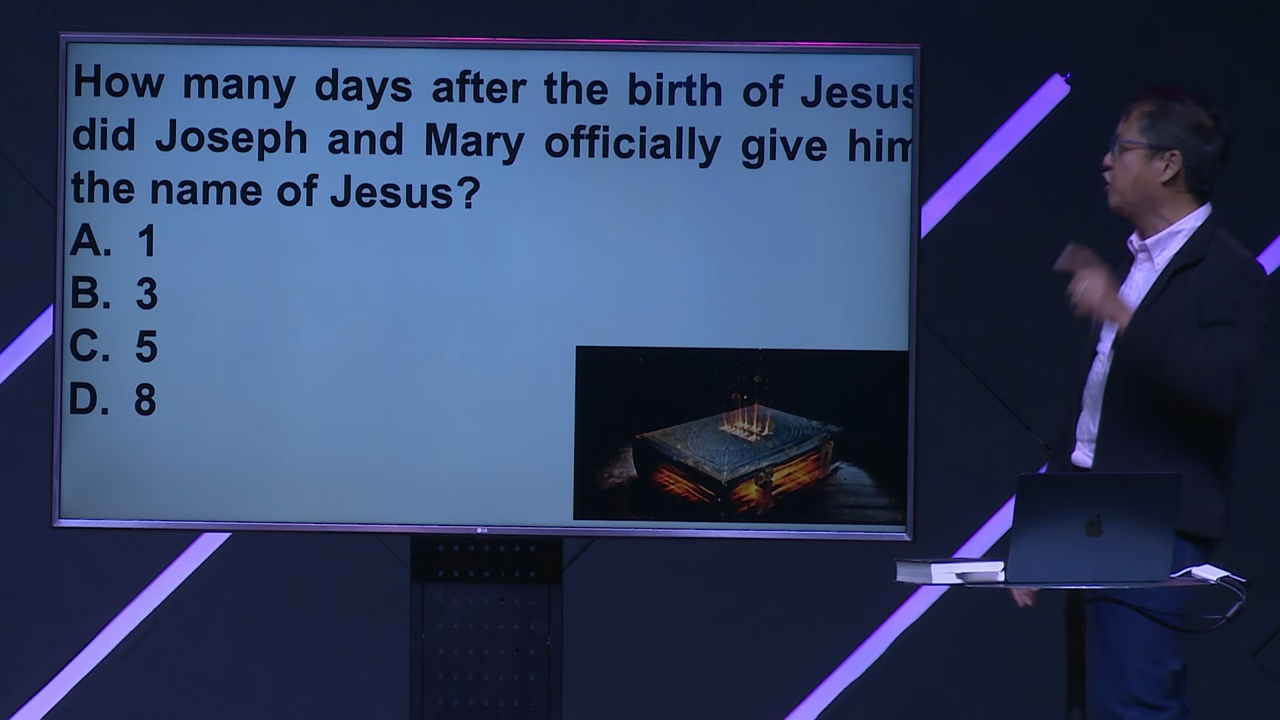 How many days after the birth of Jesus
did Joseph and Mary officially give him
the name of Jesus?
A. 1
B. 3
C. 5
D. 8
LG